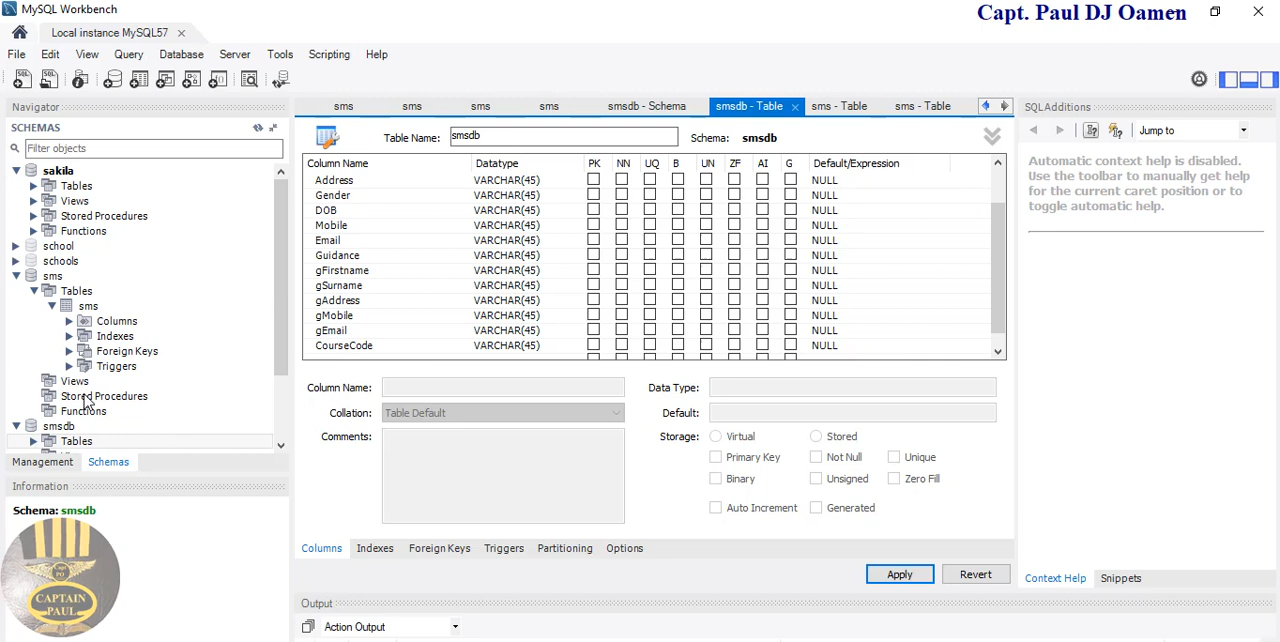 MySQL Workbench
Capt. Paul DJ Oamen
Local instance MySQL57
File Edit View Query Database Server Tools Scripting Help
Navigator
SCHEMAS
Filter objects
sakila
Tables
Views
Stored Procedures
Functions
school
schools
sms
Tables
sms
Columns
Indexes
Foreign Keys
Triggers
Views
Stored Procedures
Functions
smsdb
Tables
Management Schemas
Information
Schema: smsdb
CAPTAIN
PAUL
sms sms sms sms smsdb - Schema smsdb - Table sms - Table sms - Table
Table Name: smsdb Schema: smsdb
Column Name Datatype PK NN UQ B UN ZF AI G Default/Expression
Address VARCHAR(45) NULL
Gender VARCHAR(45) NULL
DOB VARCHAR(45) NULL
Mobile VARCHAR(45) NULL
Email VARCHAR(45) NULL
Guidance VARCHAR(45) NULL
gFirstname VARCHAR(45) NULL
gSurname VARCHAR(45) NULL
gAddress VARCHAR(45) NULL
gMobile VARCHAR(45) NULL
gEmail VARCHAR(45) NULL
CourseCode VARCHAR(45) NULL
Column Name: Data Type:
Collation: Table Default Default:
Comments: Storage: Virtual Stored
Primary Key Not Null Unique
Binary Unsigned Zero Fill
Auto Increment Generated
Columns Indexes Foreign Keys Triggers Partitioning Options
Apply Revert
Output
Action Output
SQLAdditions
Jump to
Automatic context help is disabled.
Use the toolbar to manually get help
for the current caret position or to
toggle automatic help.
Context Help Snippets